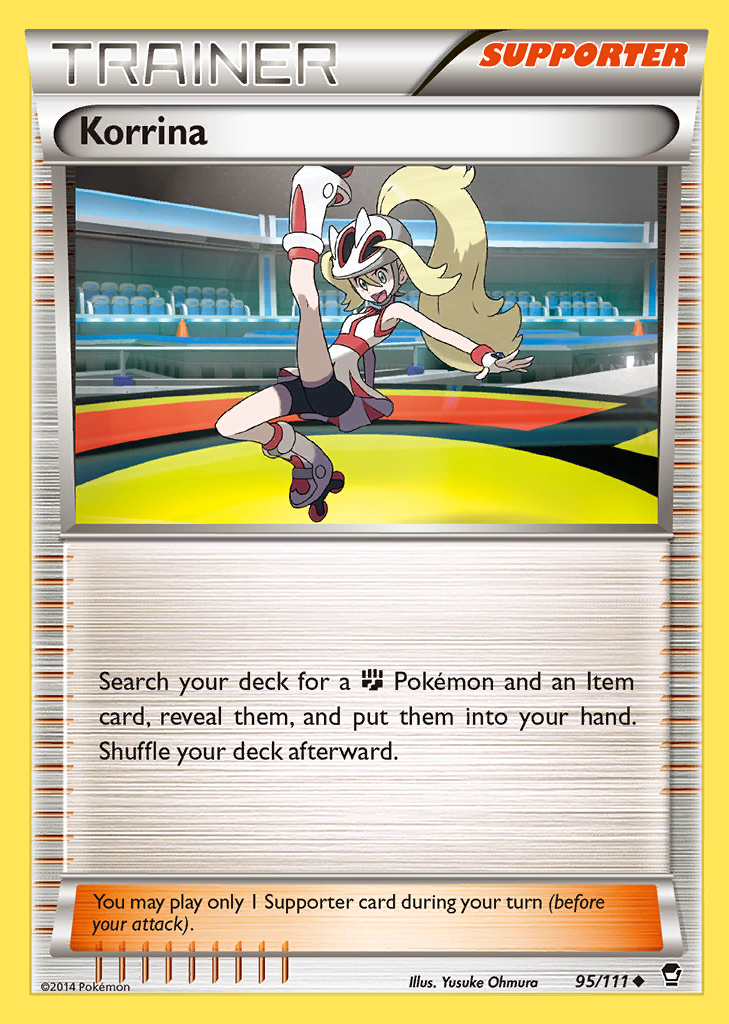 TRAINER
SUPPORTER
Korrina
Search your deck for a Pokémon and an Item
card, reveal them, and put them into your hand.
Shuffle your deck afterward.
You may play only 1 Supporter card during your turn (before
your attack).
©2014 Pokémon
Illus. Yusuke Ohmura
95/111